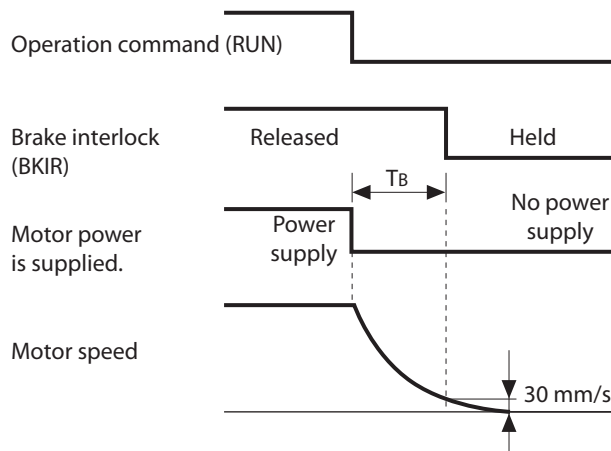 Operation command (RUN)
Brake interlock
(BKIR)
Released
Held
TB
Motor power
is supplied.
Power
supply
No power
supply
Motor speed
30 mm/s